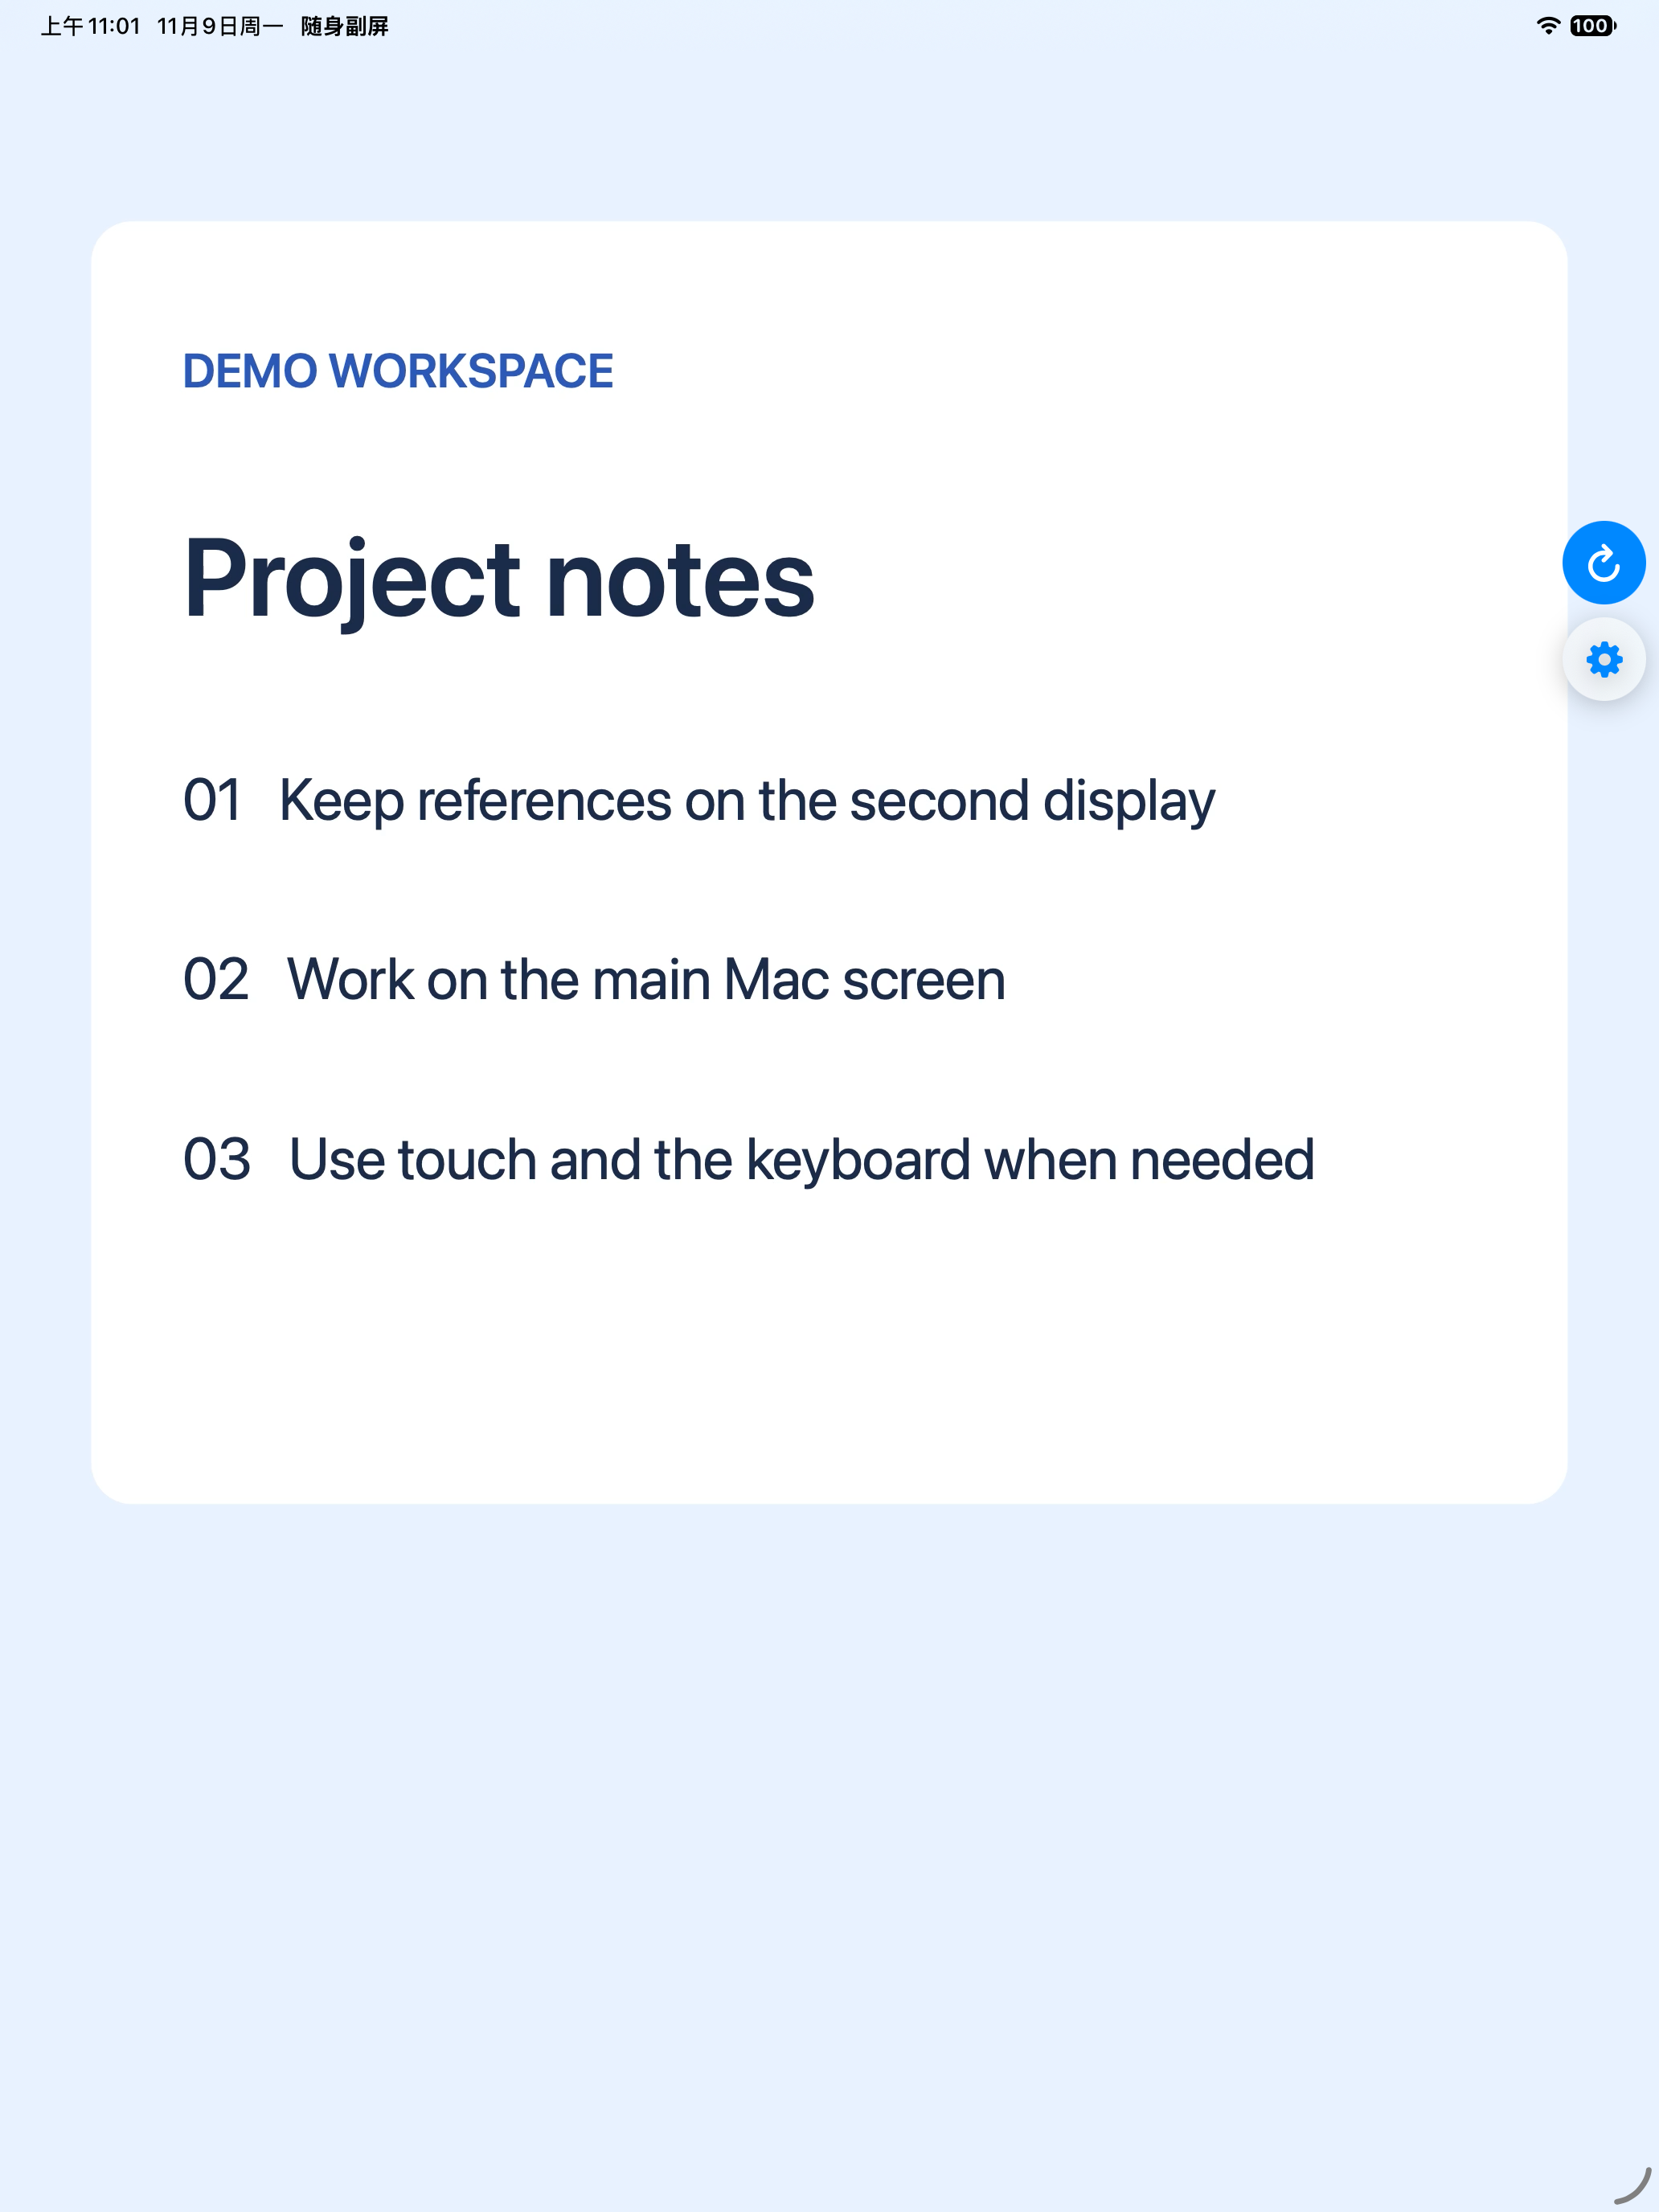 上午11:01 11月9日周一 随身副屏 100
DEMO WORKSPACE
Project notes
01 Keep references on the second display
02 Work on the main Mac screen
03 Use touch and the keyboard when needed